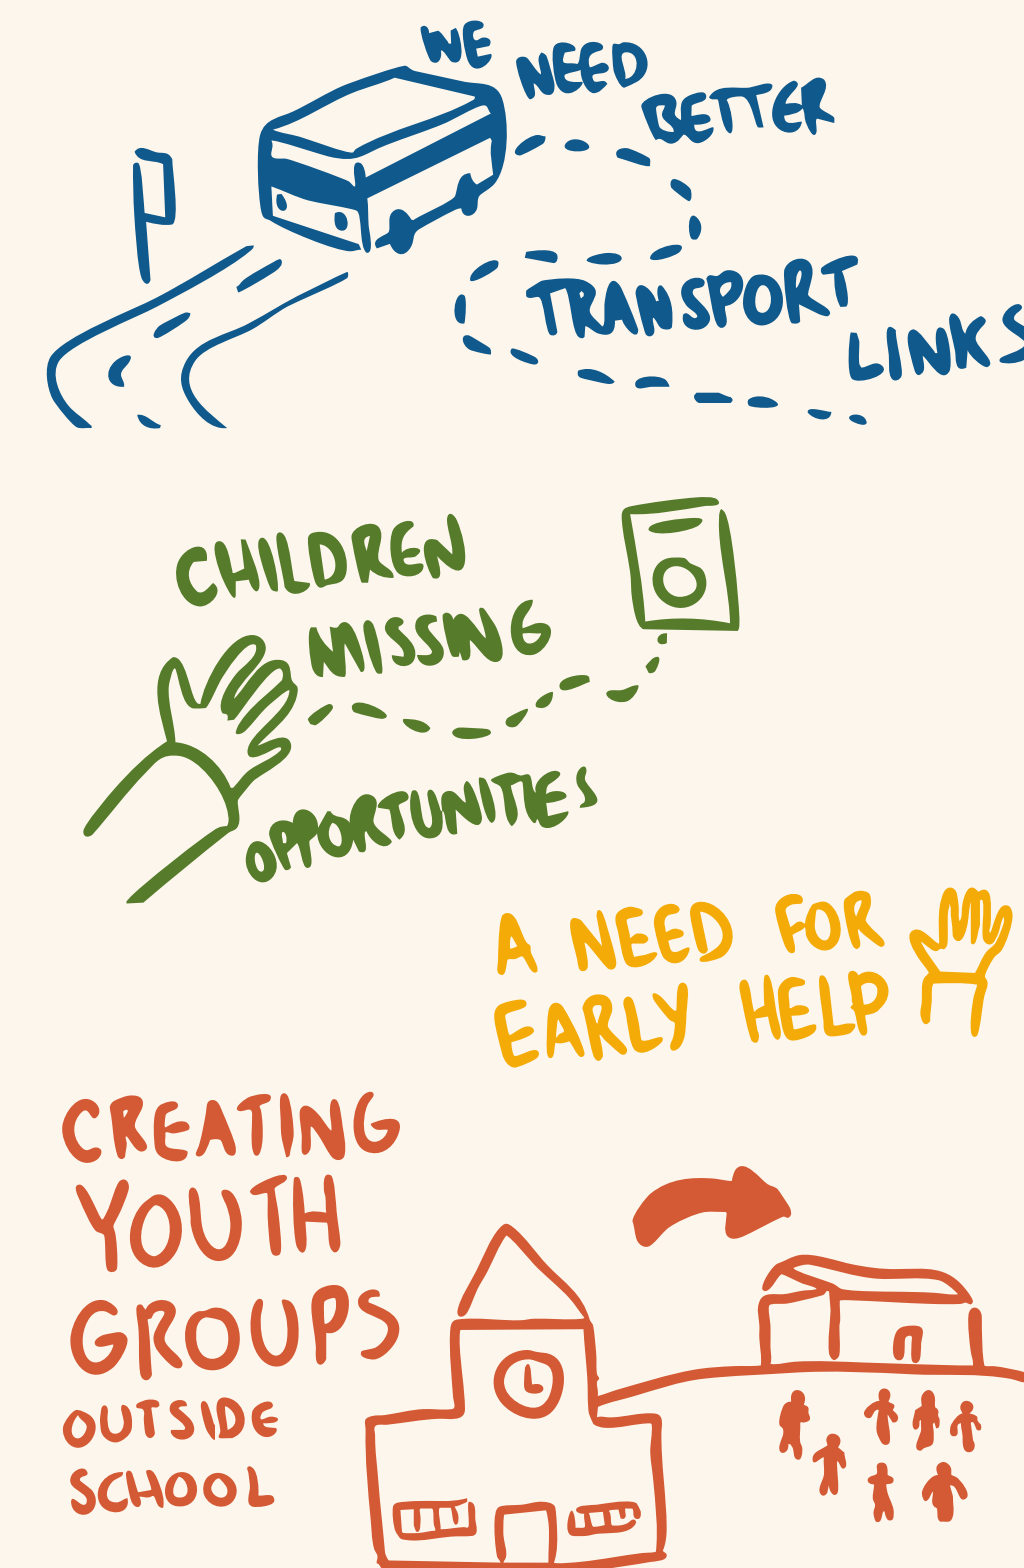 WE
NEED
BETTER
TRANSPORT
LINKS
CHILDREN
MISSING
OPPORTUNITIES
A NEED FOR
EARLY HELP
CREATING
YOUTH
GROUPS
OUTSIDE
SCHOOL